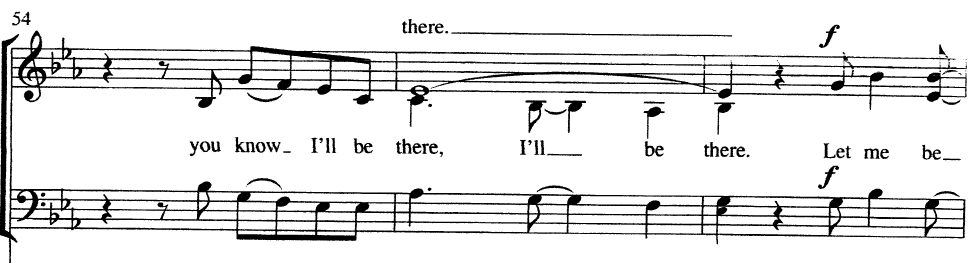 54
there.
f
you know I'll be there, I'll be there. Let me be
f